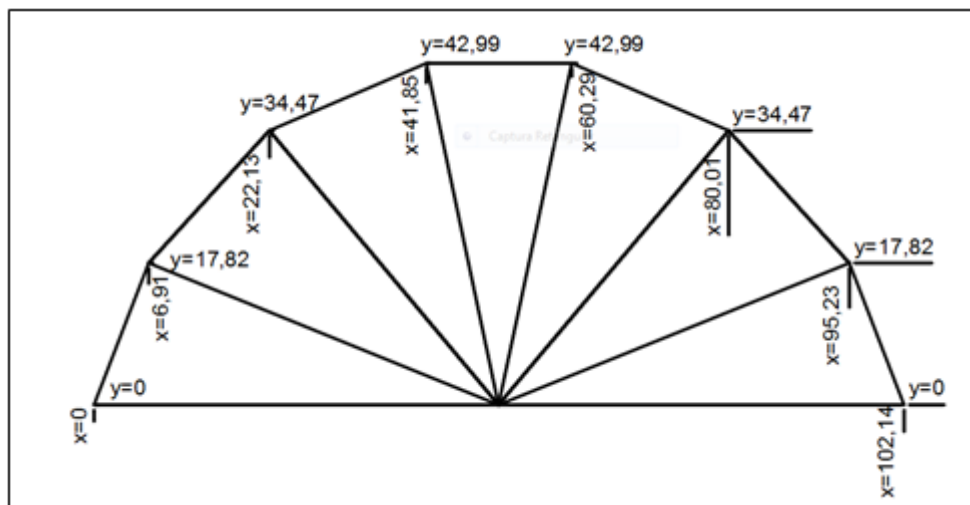 y=42,99
y=42,99
x=41,85
x=60,29
y=34,47
y=34,47
x=22,13
x=80,01
Captura
y=17,82
y=17,82
x=6,91
x=95,23
y=0
y=0
x=0
x=102,14